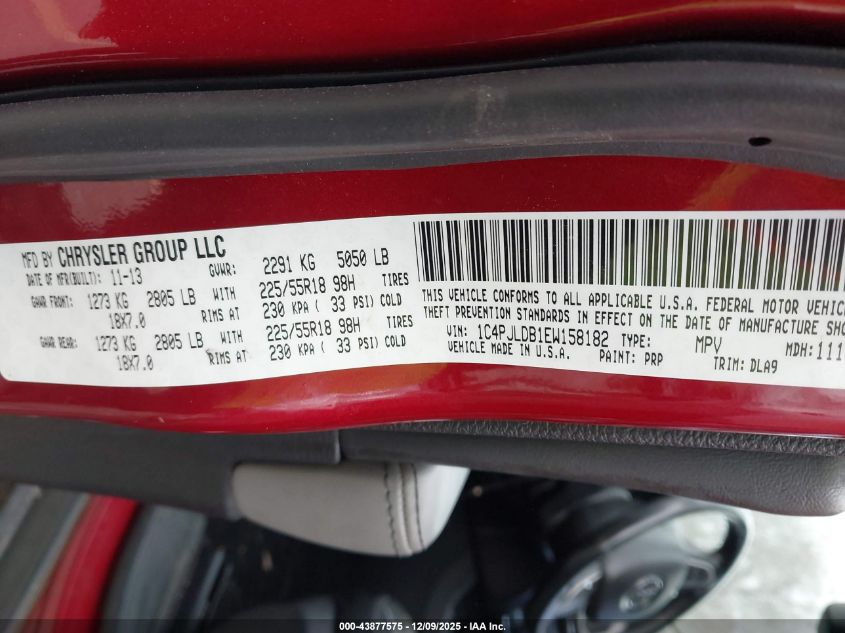 MFD BY CHRYSLER GROUP LLC
DATE OF MFR(BUILT): 11-13 GVWR: 2291 KG 5050 LB
GAWR FRONT: 1273 KG 2805 LB WITH 225/55R18 98H TIRES
18X7.0 RIMS AT 230 KPA ( 33 PSI) COLD
GAWR REAR: 1273 KG 2805 LB WITH 225/55R18 98H TIRES
18X7.0 RIMS AT 230 KPA ( 33 PSI) COLD
THIS VEHICLE CONFORMS TO ALL APPLICABLE U.S.A. FEDERAL MOTOR VEHICLE
THEFT PREVENTION STANDARDS IN EFFECT ON THE DATE OF MANUFACTURE SHO
VIN: 1C4PJLDB1EW158182 TYPE: MPV MDH: 111
VEHICLE MADE IN U.S.A. PAINT: PRP TRIM: DLA9
000-43877575 - 12/09/2025 - IAA Inc.